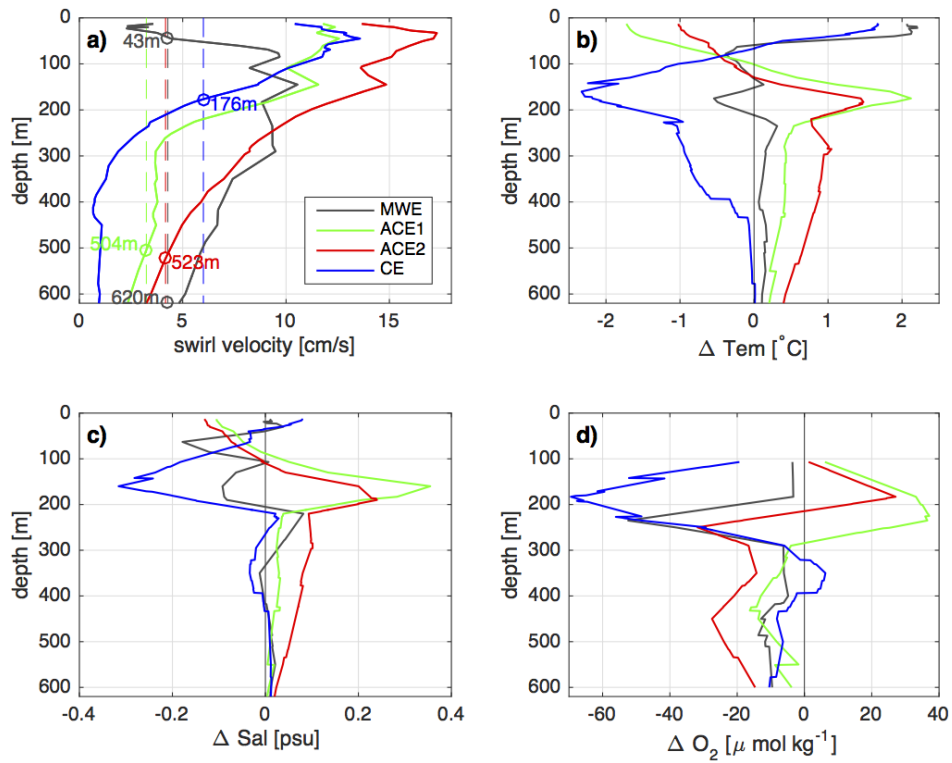 a)
0
100
200
300
400
500
600
depth [m]
43m
176m
504m
523m
620m
MWE
ACE1
ACE2
CE
0 5 10 15
swirl velocity [cm/s]
b)
0
100
200
300
400
500
600
depth [m]
-2 -1 0 1 2
Δ Tem [°C]
c)
0
100
200
300
400
500
600
depth [m]
-0.4 -0.2 0 0.2 0.4
Δ Sal [psu]
d)
0
100
200
300
400
500
600
depth [m]
-60 -40 -20 0 20 40
Δ O₂ [μ mol kg⁻¹]